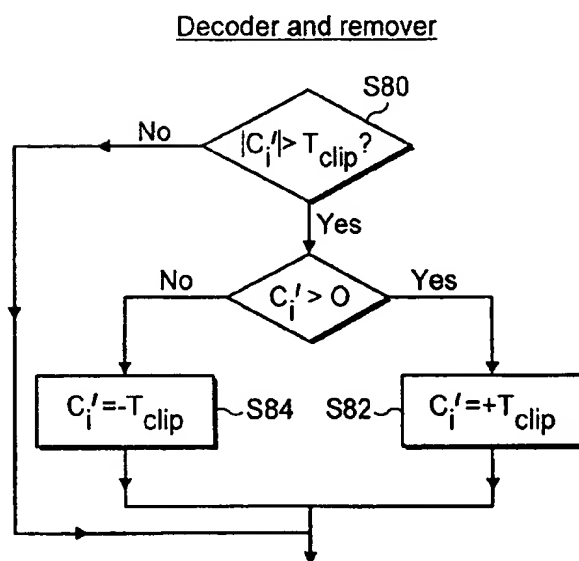 Decoder and remover
S80
No
|Ci'| > Tclip?
Yes
No
Ci' > O
Yes
Ci' = -Tclip
S84
S82
Ci' = +Tclip